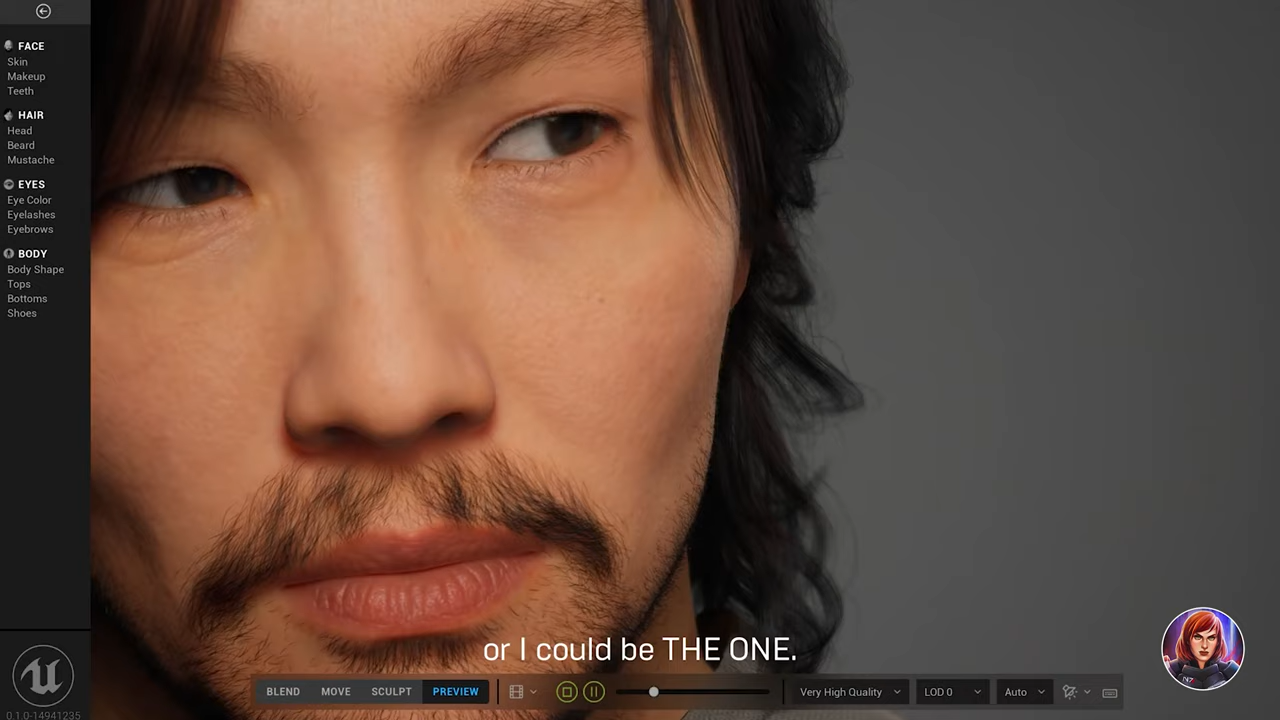 FACE
Skin
Makeup
Teeth
HAIR
Head
Beard
Mustache
EYES
Eye Color
Eyelashes
Eyebrows
BODY
Body Shape
Tops
Bottoms
Shoes
or I could be THE ONE.
BLEND MOVE SCULPT PREVIEW Very High Quality LOD 0 Auto
0.1.0-14941235
N7